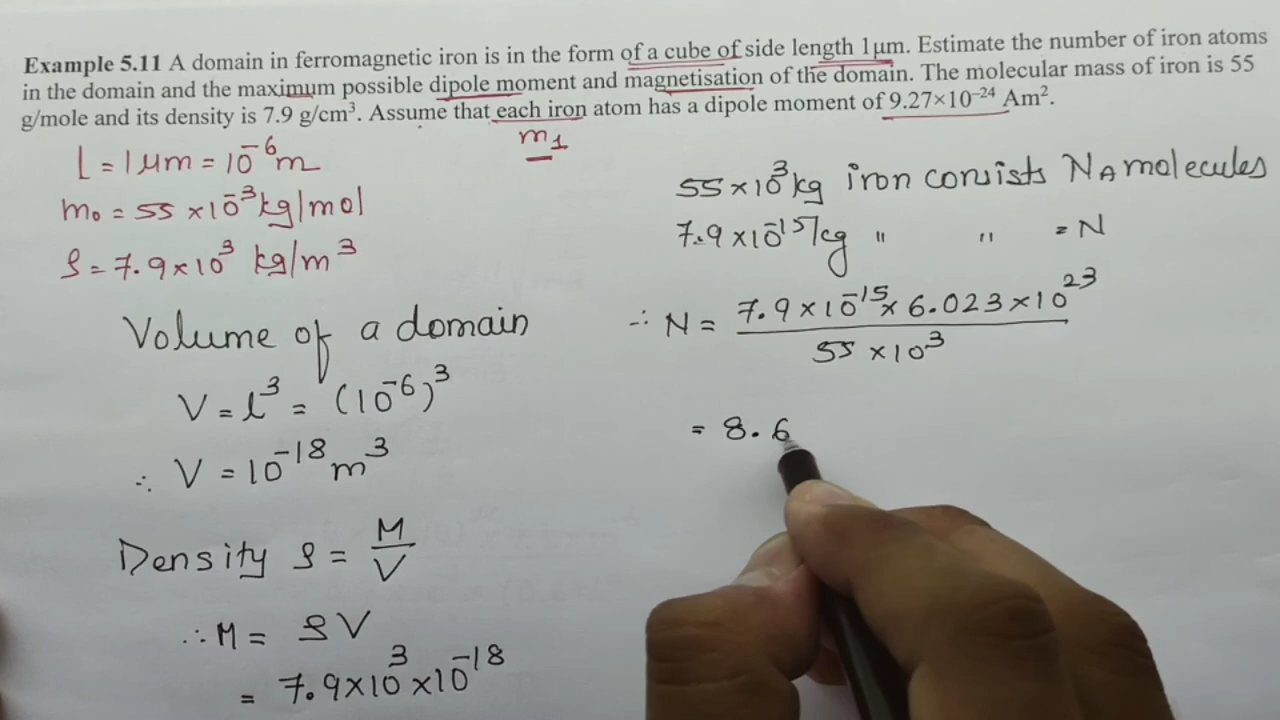 Example 5.11 A domain in ferromagnetic iron is in the form of a cube of side length 1μm. Estimate the number of iron atoms
in the domain and the maximum possible dipole moment and magnetisation of the domain. The molecular mass of iron is 55
g/mole and its density is 7.9 g/cm³. Assume that each iron atom has a dipole moment of 9.27×10⁻²⁴ Am².
m₁
l = 1 μm = 10⁻⁶ m
m₀ = 55 × 10⁻³ kg/mol
ρ = 7.9 × 10³ kg/m³
Volume of a domain
V = l³ = (10⁻⁶)³
∴ V = 10⁻¹⁸ m³
Density ρ = M/V
∴ M = ρV
= 7.9 × 10³ × 10⁻¹⁸
55 × 10³ kg iron consists N_A molecules
7.9 × 10⁻¹⁵ kg " " = N
∴ N = 7.9 × 10⁻¹⁵ × 6.023 × 10²³
55 × 10³
= 8.6